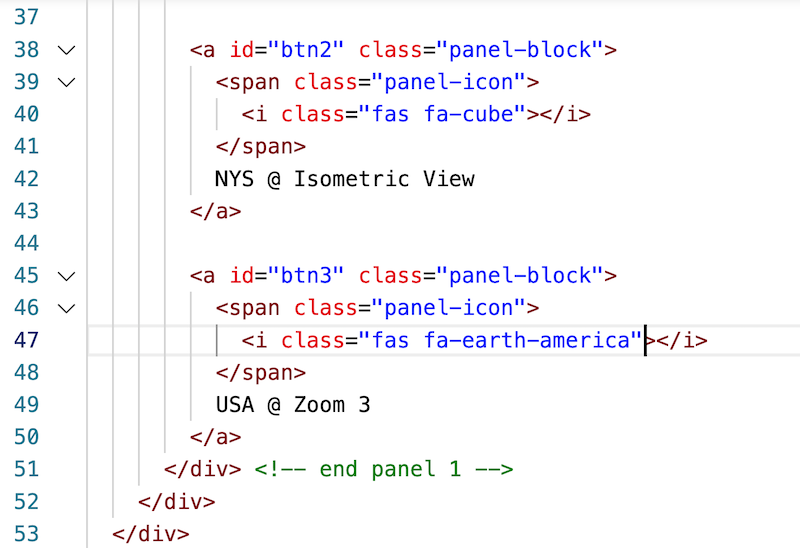 37
38 <a id="btn2" class="panel-block">
39 <span class="panel-icon">
40 <i class="fas fa-cube"></i>
41 </span>
42 NYS @ Isometric View
43 </a>
44
45 <a id="btn3" class="panel-block">
46 <span class="panel-icon">
47 <i class="fas fa-earth-america"></i>
48 </span>
49 USA @ Zoom 3
50 </a>
51 </div> <!-- end panel 1 -->
52 </div>
53 </div>